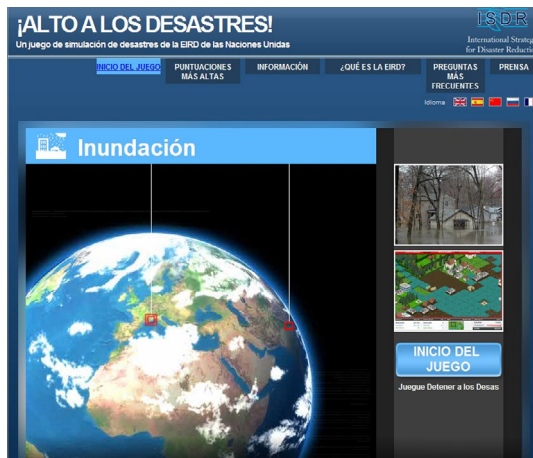 ¡ALTO A LOS DESASTRES!
Un juego de simulación de desastres de la EIRD de las Naciones Unidas
ISDR
International Strateg
for Disaster Reductio
INICIO DEL JUEGO
PUNTUACIONES
MÁS ALTAS
INFORMACIÓN
¿QUÉ ES LA EIRD?
PREGUNTAS
MÁS
FRECUENTES
PRENSA
Idioma
Inundación
INICIO DEL
JUEGO
Juegue Detener a los Desas